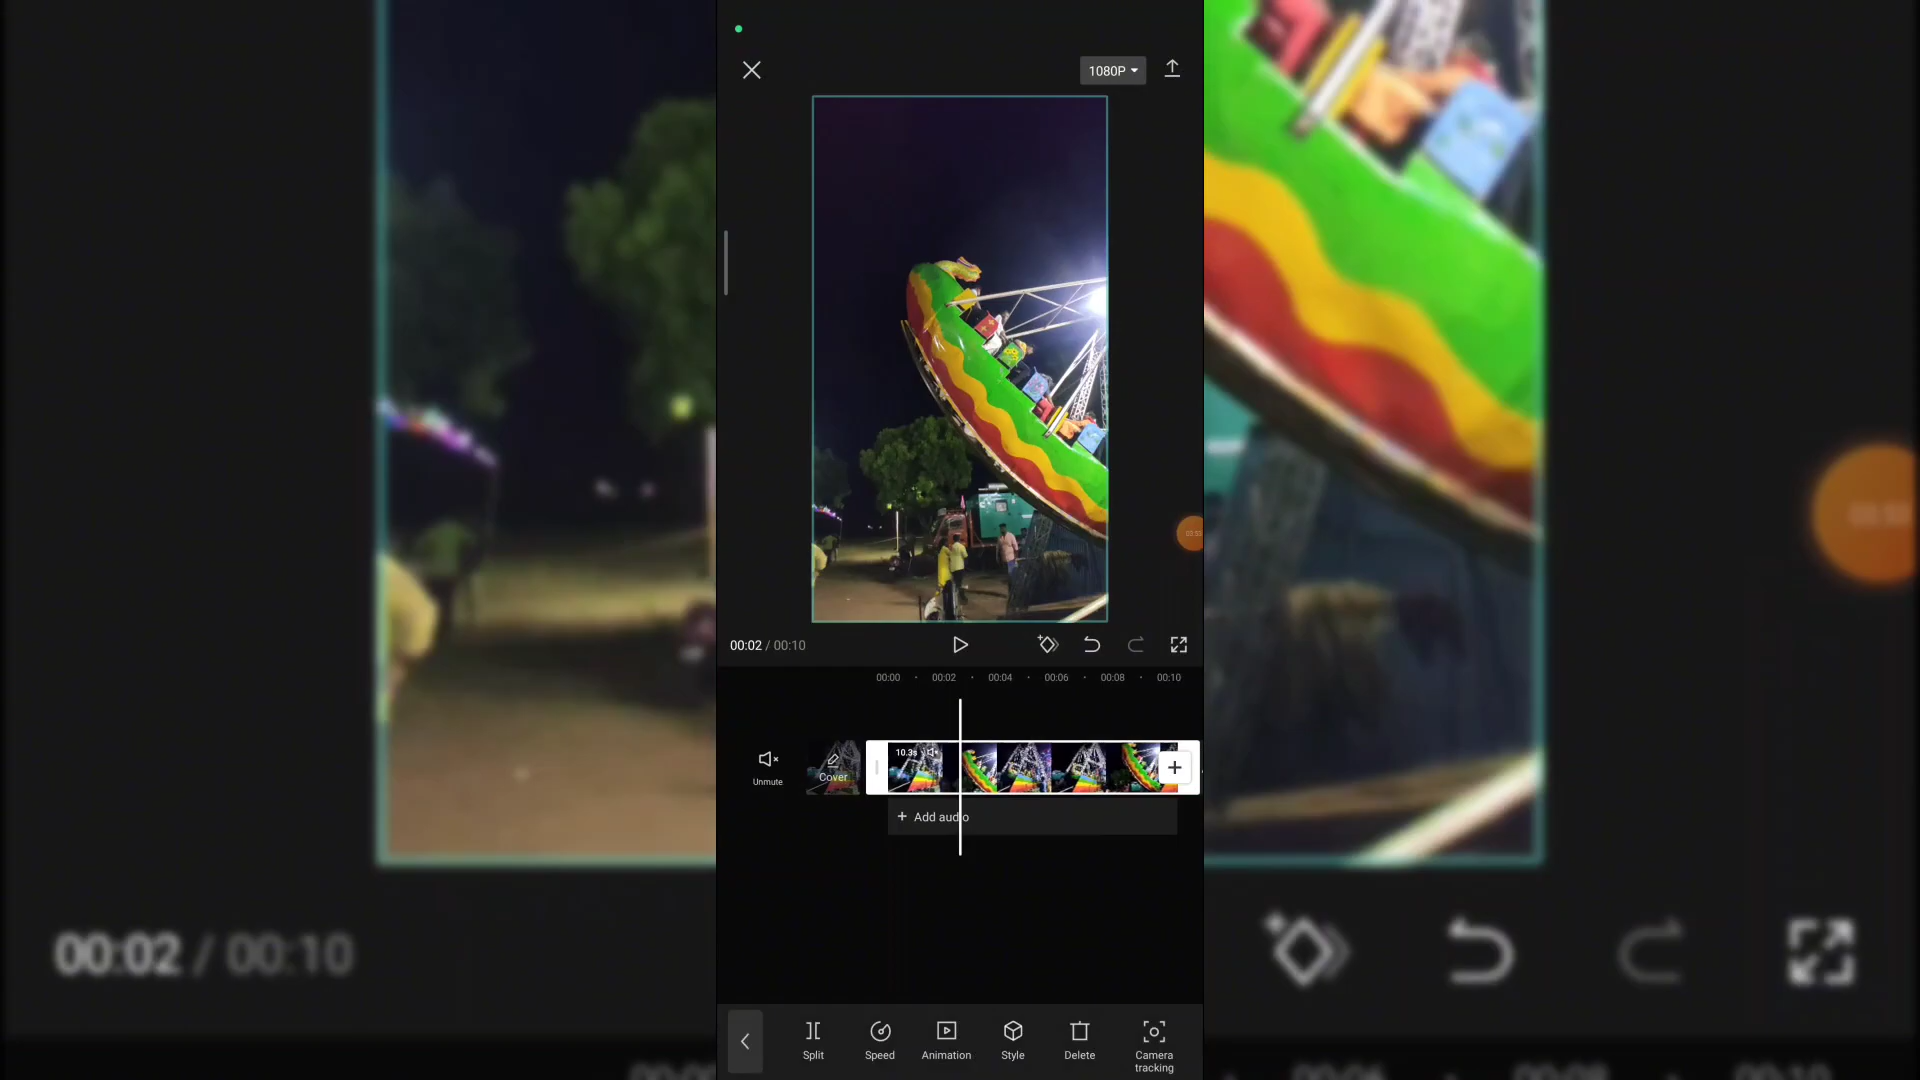 1080P
00:02 / 00:10
00:00 00:02 00:04 00:06 00:08 00:10
10.3s
Unmute
Cover
+ Add audio
Split Speed Animation Style Delete Camera tracking
00:02 / 00:10